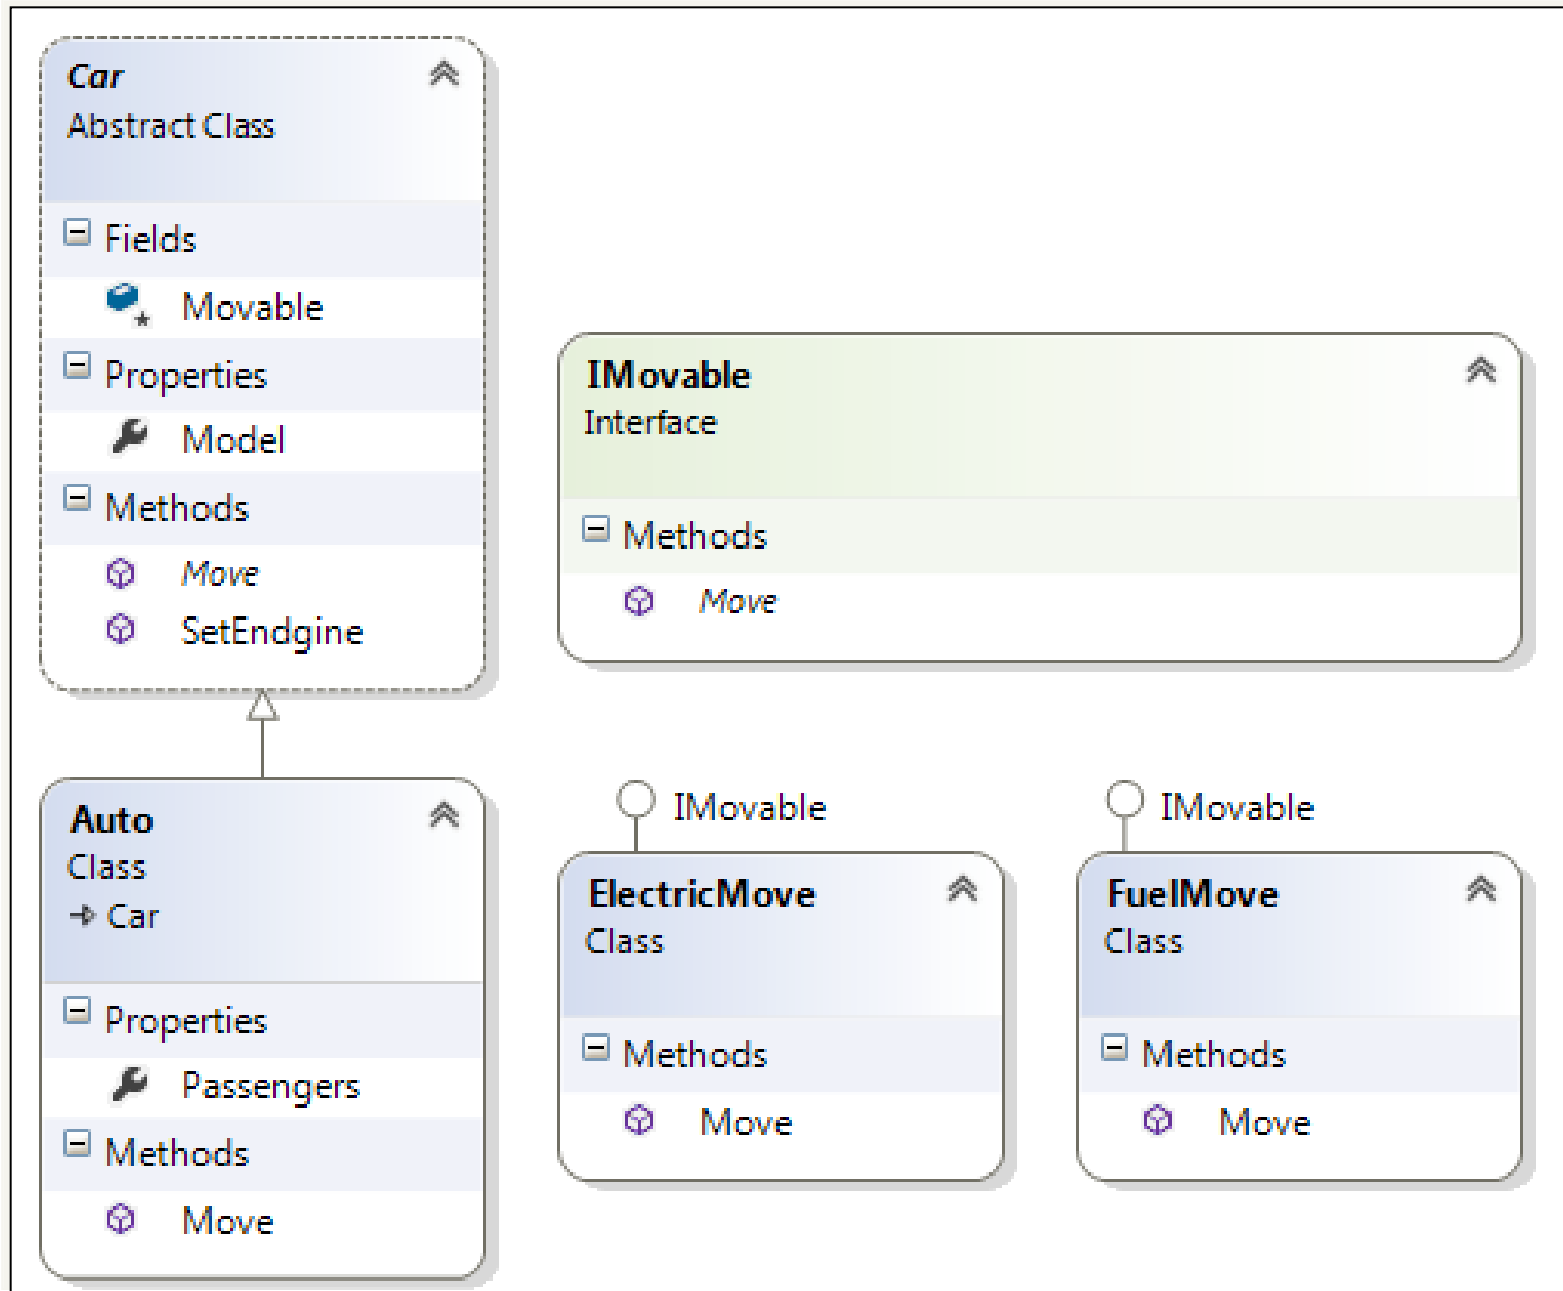 Car
Abstract Class
Fields
Movable
Properties
Model
Methods
Move
SetEndgine
IMovable
Interface
Methods
Move
Auto
Class
Car
Properties
Passengers
Methods
Move
IMovable
ElectricMove
Class
Methods
Move
IMovable
FuelMove
Class
Methods
Move